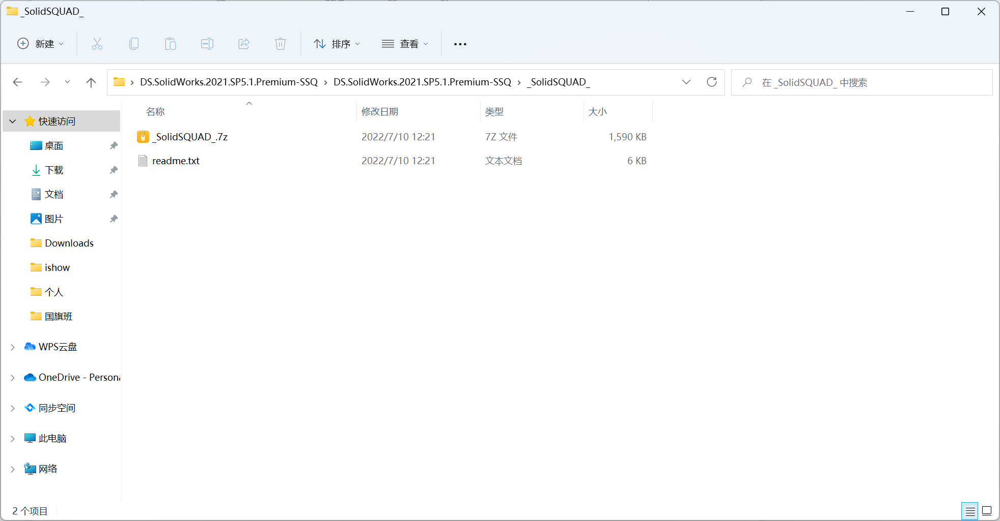 _SolidSQUAD_
新建
排序
查看
DS.SolidWorks.2021.SP5.1.Premium-SSQ
DS.SolidWorks.2021.SP5.1.Premium-SSQ
_SolidSQUAD_
在 _SolidSQUAD_ 中搜索
名称
修改日期
类型
大小
_SolidSQUAD_.7z
2022/7/10 12:21
7Z 文件
1,590 KB
readme.txt
2022/7/10 12:21
文本文档
6 KB
快速访问
桌面
下载
文档
图片
Downloads
ishow
个人
国旗班
WPS云盘
OneDrive - Persona
同步空间
此电脑
网络
2 个项目